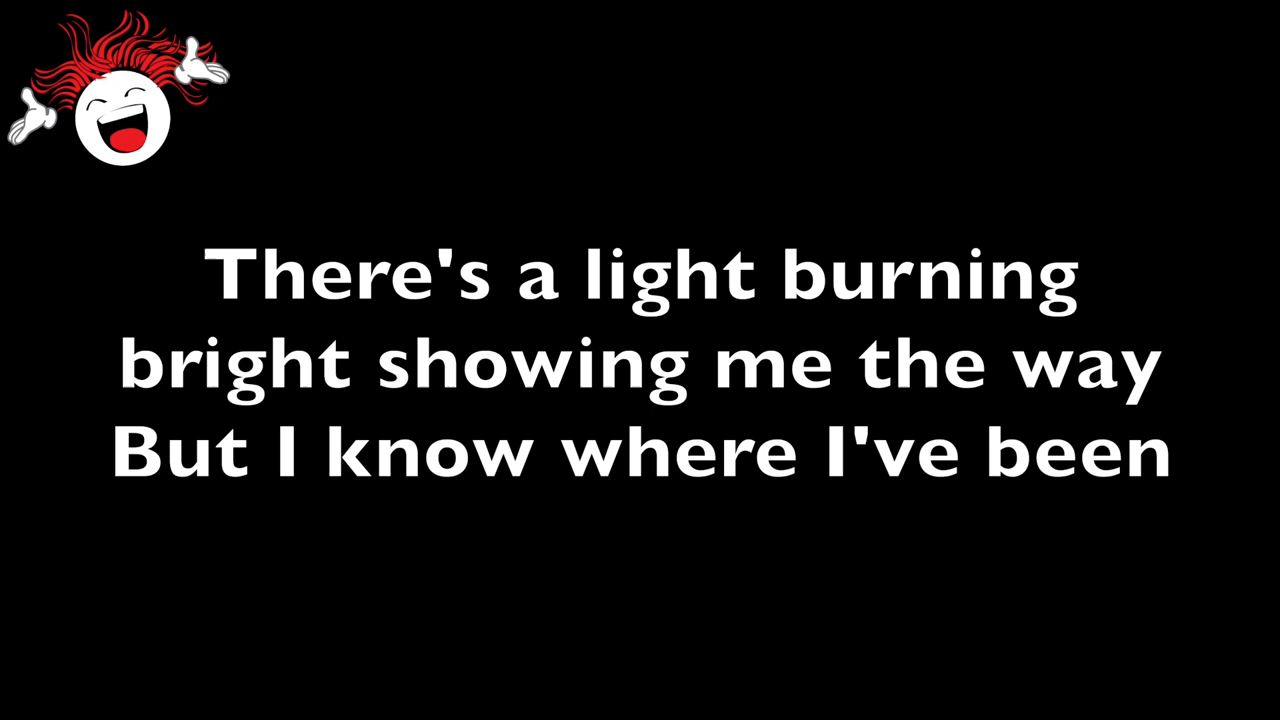 There's a light burning
bright showing me the way
But I know where I've been